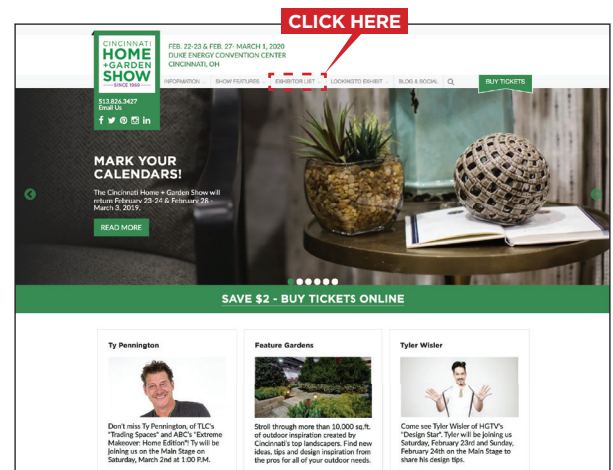 CLICK HERE
CINCINNATI
HOME
+GARDEN
SHOW
SINCE 1968
FEB. 22-23 & FEB. 27- MARCH 1, 2020
DUKE ENERGY CONVENTION CENTER
CINCINNATI, OH
INFORMATION SHOW FEATURES EXHIBITOR LIST LOOKING TO EXHIBIT BLOG & SOCIAL BUY TICKETS
513.826.3427
Email Us
MARK YOUR
CALENDARS!
The Cincinnati Home + Garden Show will
return February 23-24 & February 28 -
March 3, 2019.
READ MORE
SAVE $2 - BUY TICKETS ONLINE
Ty Pennington
Don't miss Ty Pennington, of TLC's
"Trading Spaces" and ABC's "Extreme
Makeover: Home Edition"! Ty will be
joining us on the Main Stage on
Saturday, March 2nd at 1:00 P.M.
Feature Gardens
Stroll through more than 10,000 sq.ft.
of outdoor inspiration created by
Cincinnati's top landscapers. Find new
ideas, tips and design inspiration from
the pros for all of your outdoor needs.
Tyler Wisler
Come see Tyler Wisler of HGTV's
"Design Star". Tyler will be joining us
Saturday, February 23rd and Sunday,
February 24th on the Main Stage to
share his design tips.